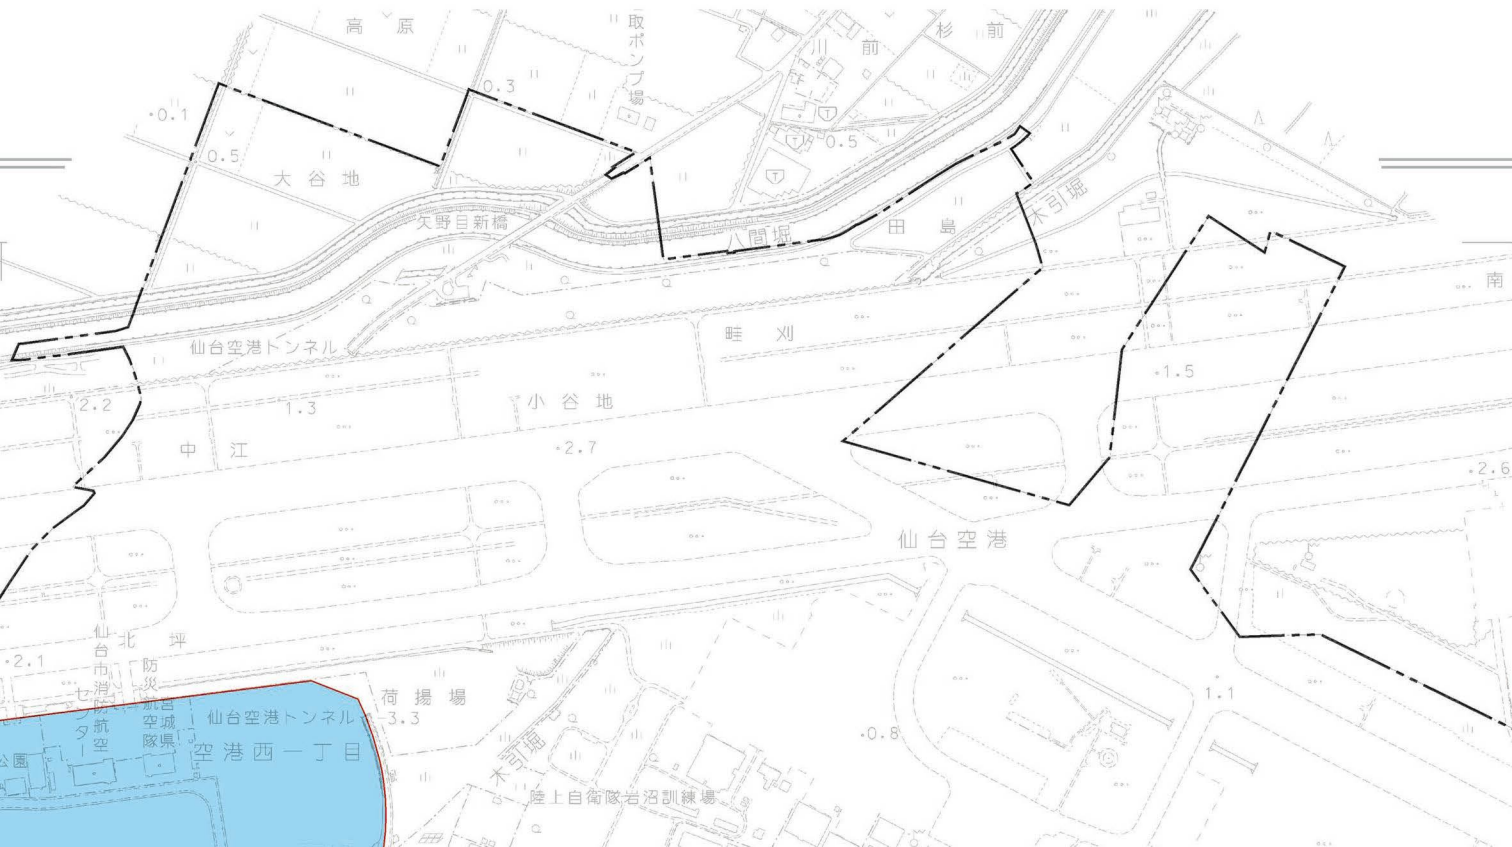 高原
取ポンプ場
川前
杉前
0.3
0.1
0.5
0.5
大谷地
矢野目新橋
八間堀
田島
木引堀
南
仙台空港トンネル
畦刈
1.5
2.2
1.3
小谷地
中江
2.7
2.6
仙台空港
北坪
2.1
仙台市消防航空
センター
防災航空隊
宮城県
荷揚場
仙台空港トンネル
3.3
空港西一丁目
公園
木引堀
1.1
0.8
陸上自衛隊岩沼訓練場